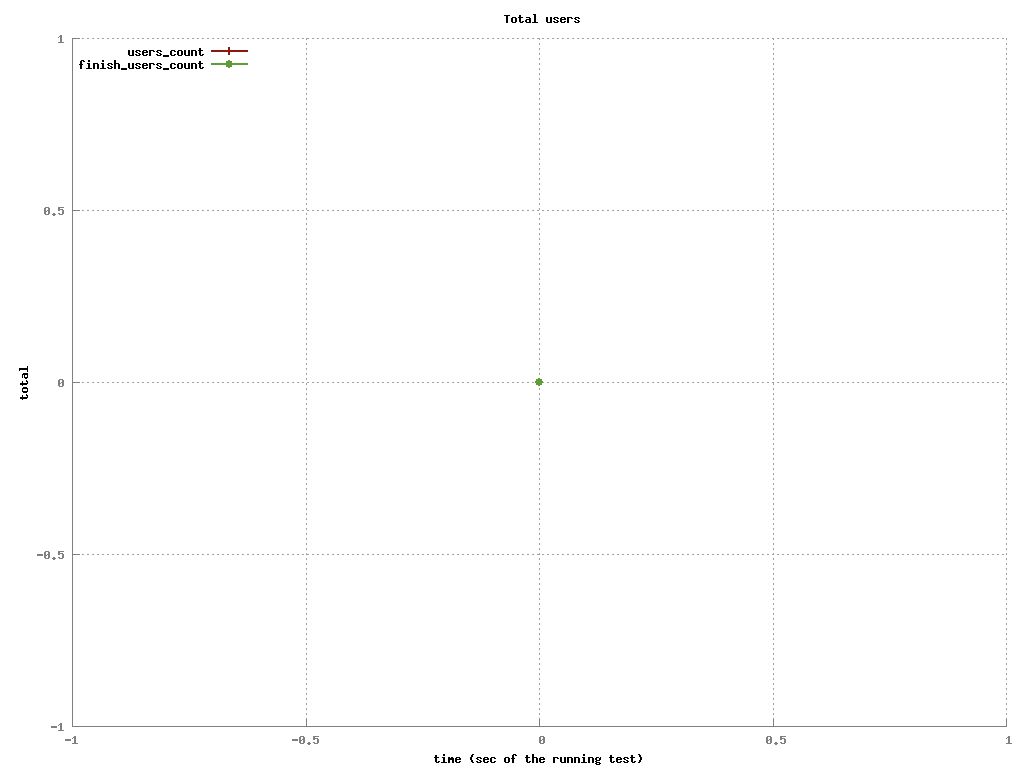 Total users
1
users_count
finish_users_count
0.5
total
0
-0.5
-1
-1 -0.5 0 0.5 1
time (sec of the running test)